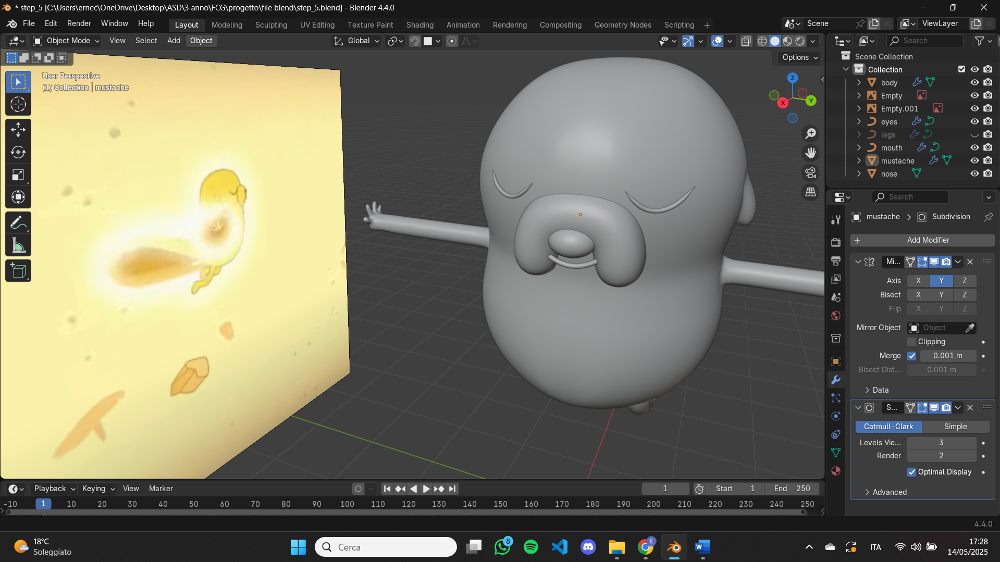 * step_5 [C:\Users\ernec\OneDrive\Desktop\ASD\3 anno\FCG\progetto\file blend\step_5.blend] - Blender 4.4.0
File Edit Render Window Help Layout Modeling Sculpting UV Editing Texture Paint Shading Animation Rendering Compositing Geometry Nodes Scripting Scene ViewLayer
Object Mode View Select Add Object Global Search
Options
User Perspective
(1) Collection | mustache
Z
Y
X
Scene Collection
Collection
body
Empty
Empty.001
eyes
legs
mouth
mustache
nose
Search
mustache > Subdivision
Add Modifier
Mi...
Axis X Y Z
Bisect X Y Z
Flip X Y Z
Mirror Object Object
Clipping
Merge 0.001 m
Bisect Dist... 0.001 m
Data
S...
Catmull-Clark Simple
Levels Vie... 3
Render 2
Optimal Display
Advanced
Playback Keying View Marker 1 Start 1 End 250
-10 1 10 20 30 40 50 60 70 80 90 100 110 120 130 140 150 160 170 180 190 200 210 220 230 240 250
4.4.0
18°C
Soleggiato
Cerca
8
E
W
ITA
17:28
14/05/2025